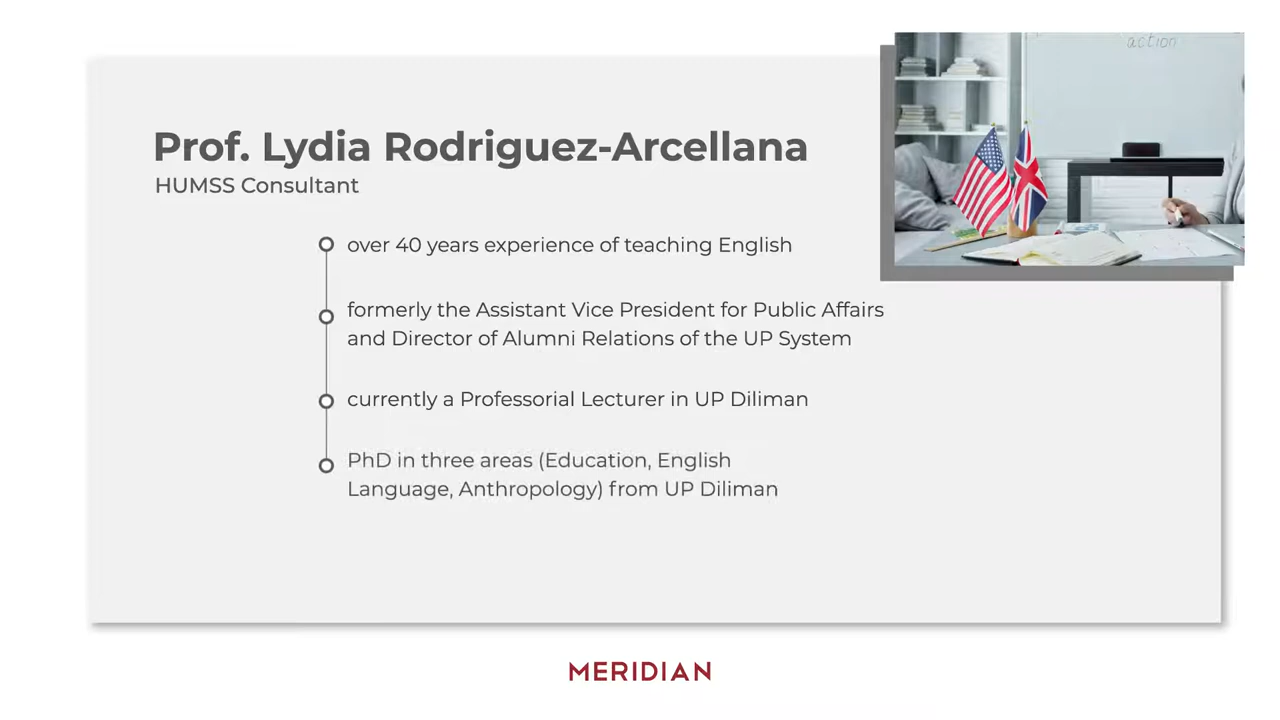 action
Prof. Lydia Rodriguez-Arcellana
HUMSS Consultant
over 40 years experience of teaching English
formerly the Assistant Vice President for Public Affairs
and Director of Alumni Relations of the UP System
currently a Professorial Lecturer in UP Diliman
PhD in three areas (Education, English
Language, Anthropology) from UP Diliman
MERIDIAN